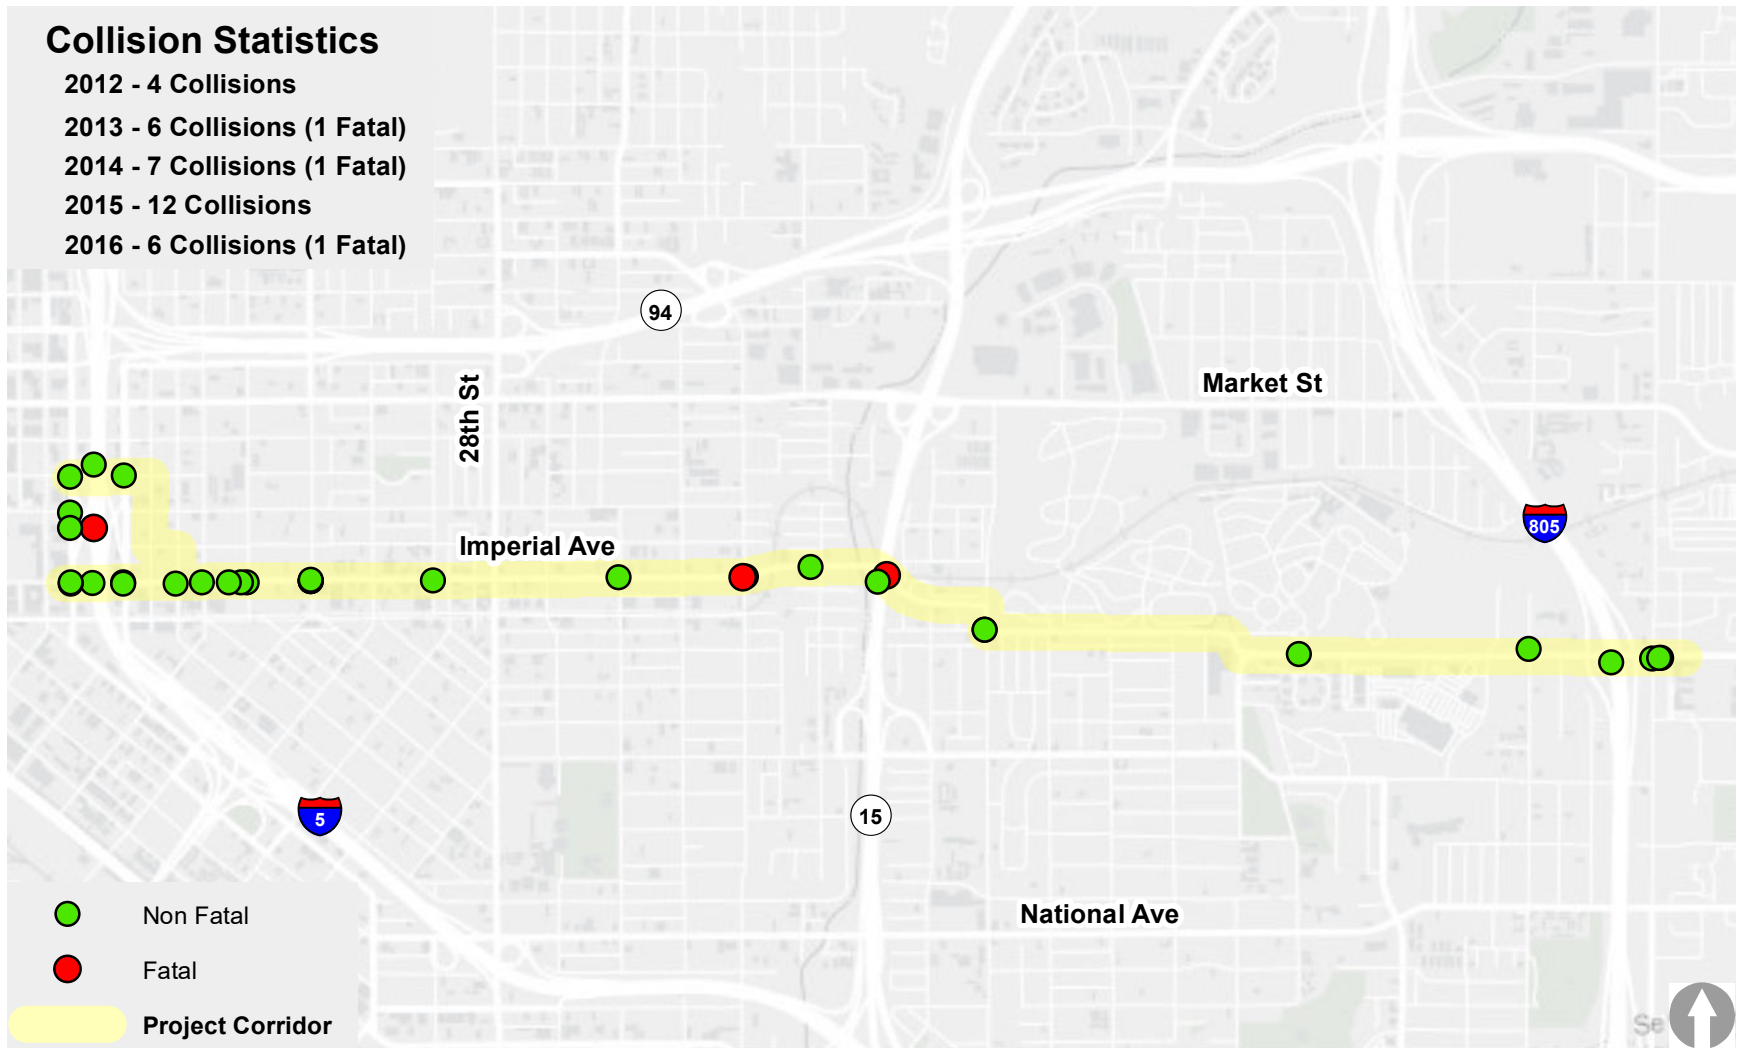 Collision Statistics
2012 - 4 Collisions
2013 - 6 Collisions (1 Fatal)
2014 - 7 Collisions (1 Fatal)
2015 - 12 Collisions
2016 - 6 Collisions (1 Fatal)
94
Market St
28th St
805
Imperial Ave
5
15
National Ave
Non Fatal
Fatal
Project Corridor
Se